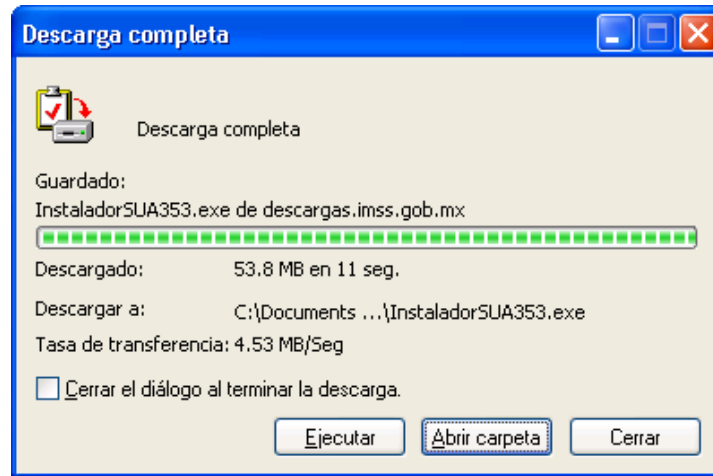 Descarga completa
Descarga completa
Guardado:
InstaladorSUA353.exe de descargas.imss.gob.mx
Descargado: 53.8 MB en 11 seg.
Descargar a: C:\Documents ...\InstaladorSUA353.exe
Tasa de transferencia: 4.53 MB/Seg
Cerrar el diálogo al terminar la descarga.
Ejecutar Abrir carpeta Cerrar